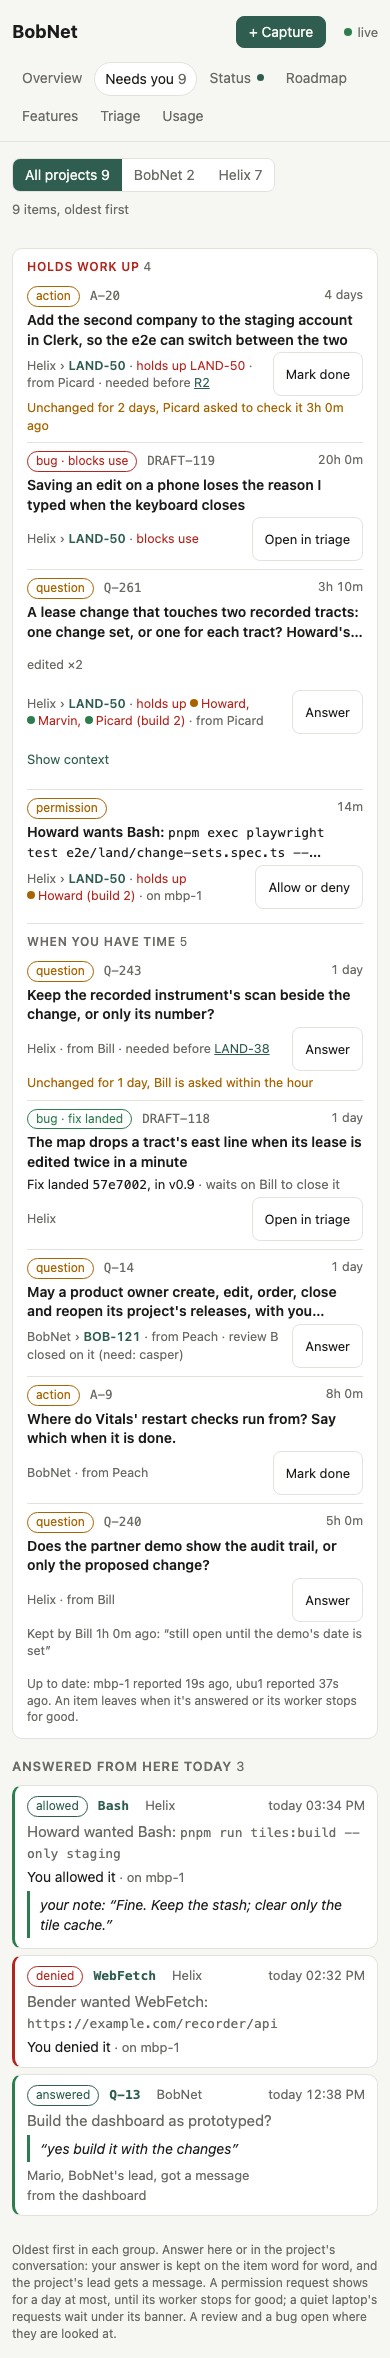 BobNet
+ Capture
live
Overview
Needs you 9
Status
Roadmap
Features
Triage
Usage
All projects 9
BobNet 2
Helix 7
9 items, oldest first
HOLDS WORK UP 4
action A-20 4 days
Add the second company to the staging account
in Clerk, so the e2e can switch between the two
Helix › LAND-50 · holds up LAND-50 ·
from Picard · needed before R2
Mark done
Unchanged for 2 days, Picard asked to check it 3h 0m
ago
bug · blocks use DRAFT-119 20h 0m
Saving an edit on a phone loses the reason I
typed when the keyboard closes
Helix › LAND-50 · blocks use
Open in triage
question Q-261 3h 10m
A lease change that touches two recorded tracts:
one change set, or one for each tract? Howard's...
edited ×2
Helix › LAND-50 · holds up Howard,
Marvin, Picard (build 2) · from Picard
Answer
Show context
permission 14m
Howard wants Bash: pnpm exec playwright
test e2e/land/change-sets.spec.ts --...
Helix › LAND-50 · holds up
Howard (build 2) · on mbp-1
Allow or deny
WHEN YOU HAVE TIME 5
question Q-243 1 day
Keep the recorded instrument's scan beside the
change, or only its number?
Helix · from Bill · needed before LAND-38
Answer
Unchanged for 1 day, Bill is asked within the hour
bug · fix landed DRAFT-118 1 day
The map drops a tract's east line when its lease is
edited twice in a minute
Fix landed 57e7002, in v0.9 · waits on Bill to close it
Helix
Open in triage
question Q-14 1 day
May a product owner create, edit, order, close
and reopen its project's releases, with you...
BobNet › BOB-121 · from Peach · review B
closed on it (need: casper)
Answer
action A-9 8h 0m
Where do Vitals' restart checks run from? Say
which when it is done.
BobNet · from Peach
Mark done
question Q-240 5h 0m
Does the partner demo show the audit trail, or
only the proposed change?
Helix · from Bill
Answer
Kept by Bill 1h 0m ago: “still open until the demo's date is
set”
Up to date: mbp-1 reported 19s ago, ubu1 reported 37s
ago. An item leaves when it's answered or its worker stops
for good.
ANSWERED FROM HERE TODAY 3
allowed Bash Helix today 03:34 PM
Howard wanted Bash: pnpm run tiles:build --
only staging
You allowed it · on mbp-1
your note: “Fine. Keep the stash; clear only the
tile cache.”
denied WebFetch Helix today 02:32 PM
Bender wanted WebFetch:
https://example.com/recorder/api
You denied it · on mbp-1
answered Q-13 BobNet today 12:38 PM
Build the dashboard as prototyped?
“yes build it with the changes”
Mario, BobNet's lead, got a message
from the dashboard
Oldest first in each group. Answer here or in the project's
conversation: your answer is kept on the item word for word, and
the project's lead gets a message. A permission request shows
for a day at most, until its worker stops for good; a quiet laptop's
requests wait under its banner. A review and a bug open where
they are looked at.